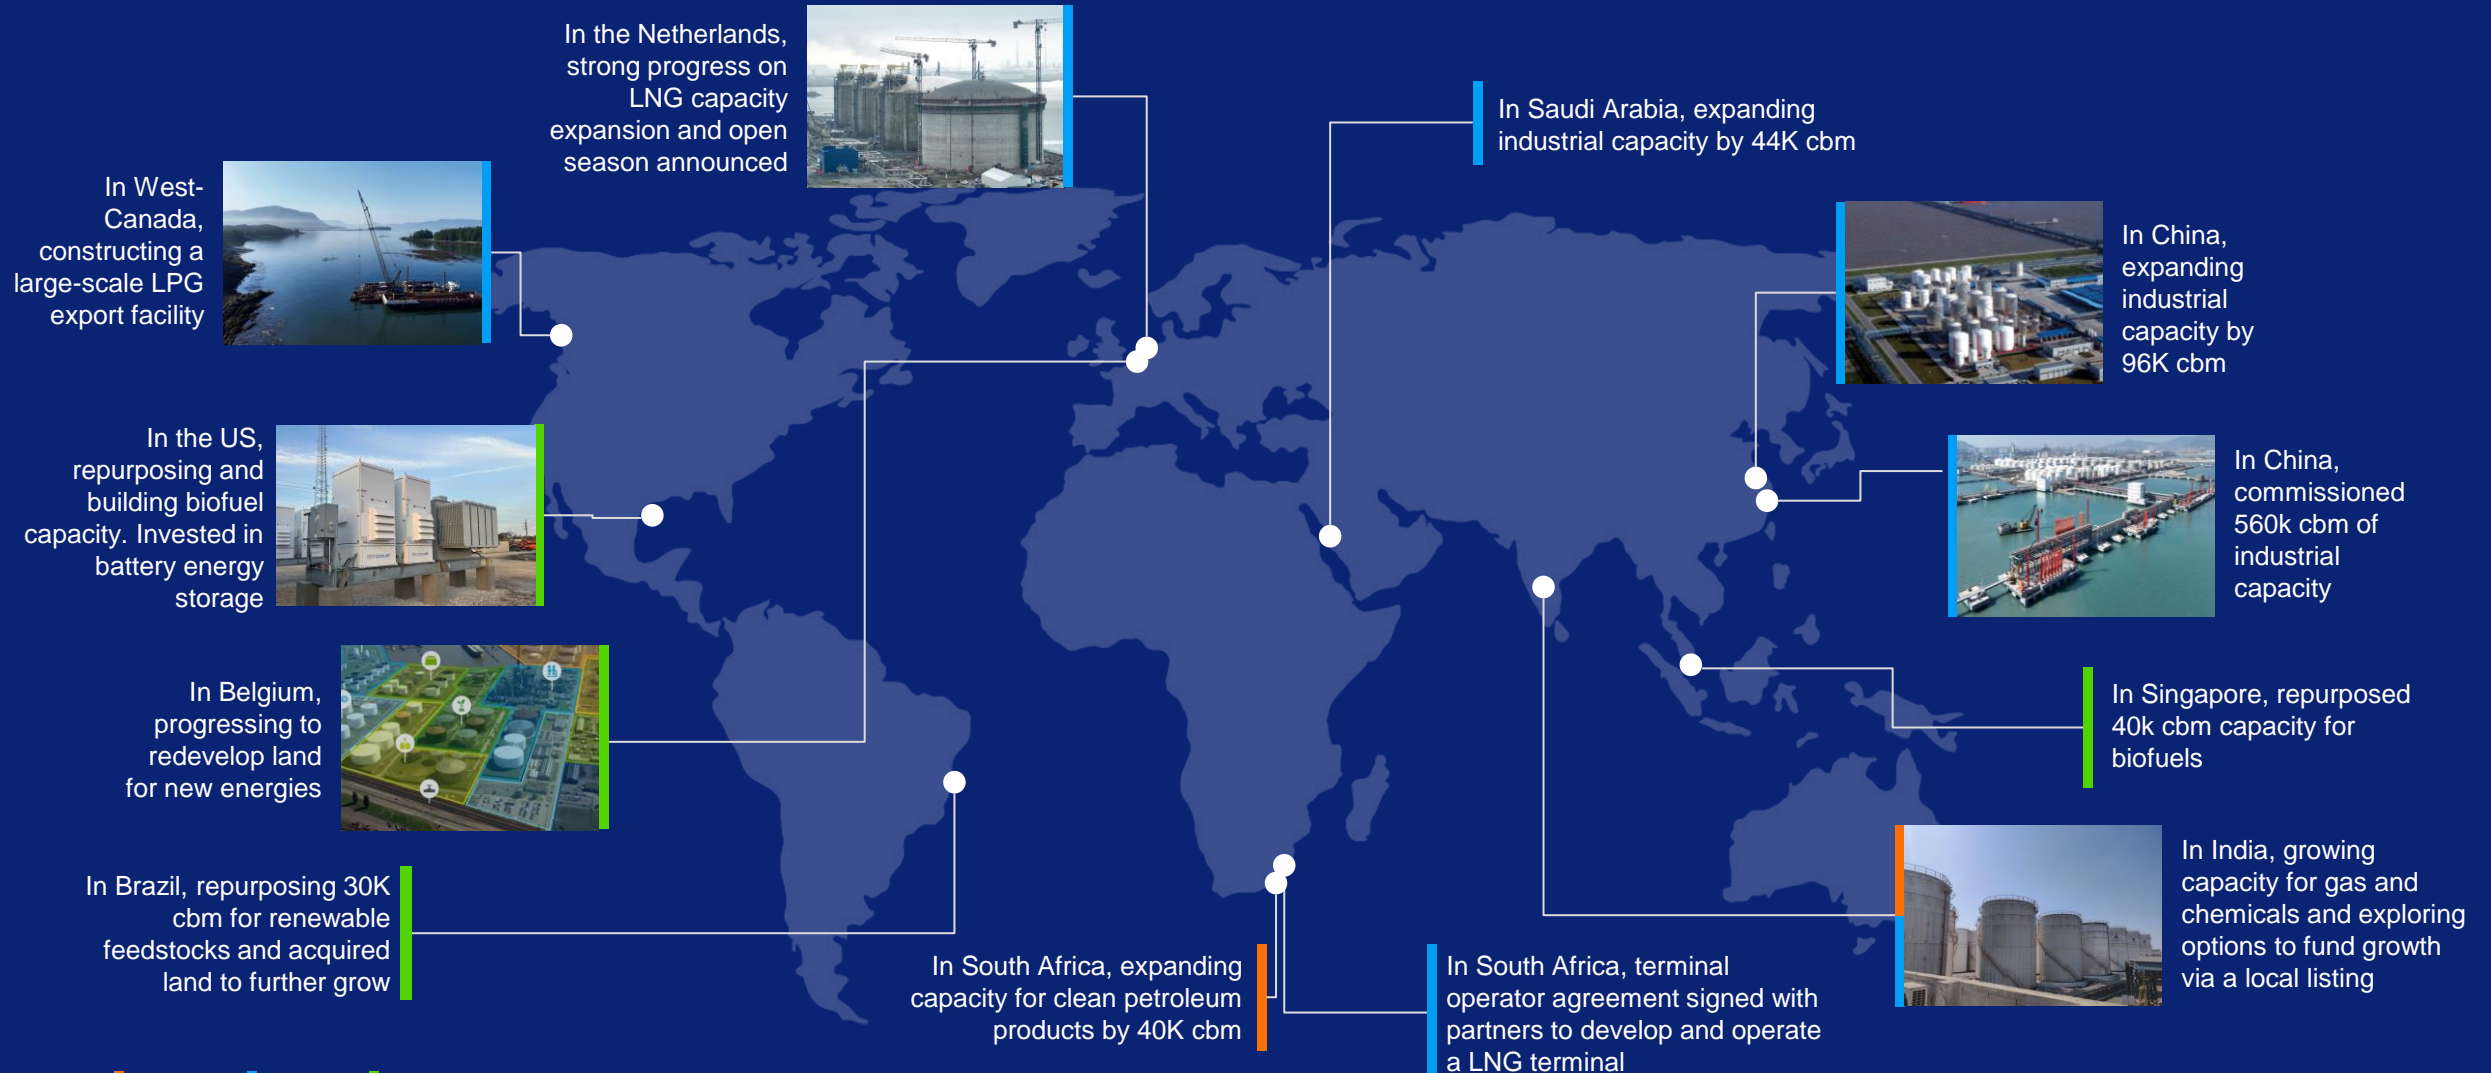 In the Netherlands,
strong progress on
LNG capacity
expansion and open
season announced
In West-
Canada,
constructing a
large-scale LPG
export facility
In the US,
repurposing and
building biofuel
capacity. Invested in
battery energy
storage
In Belgium,
progressing to
redevelop land
for new energies
In Brazil, repurposing 30K
cbm for renewable
feedstocks and acquired
land to further grow
In South Africa, expanding
capacity for clean petroleum
products by 40K cbm
In South Africa, terminal
operator agreement signed with
partners to develop and operate
a LNG terminal
In Saudi Arabia, expanding
industrial capacity by 44K cbm
In China,
expanding
industrial
capacity by
96K cbm
In China,
commissioned
560k cbm of
industrial
capacity
In Singapore, repurposed
40k cbm capacity for
biofuels
In India, growing
capacity for gas and
chemicals and exploring
options to fund growth
via a local listing